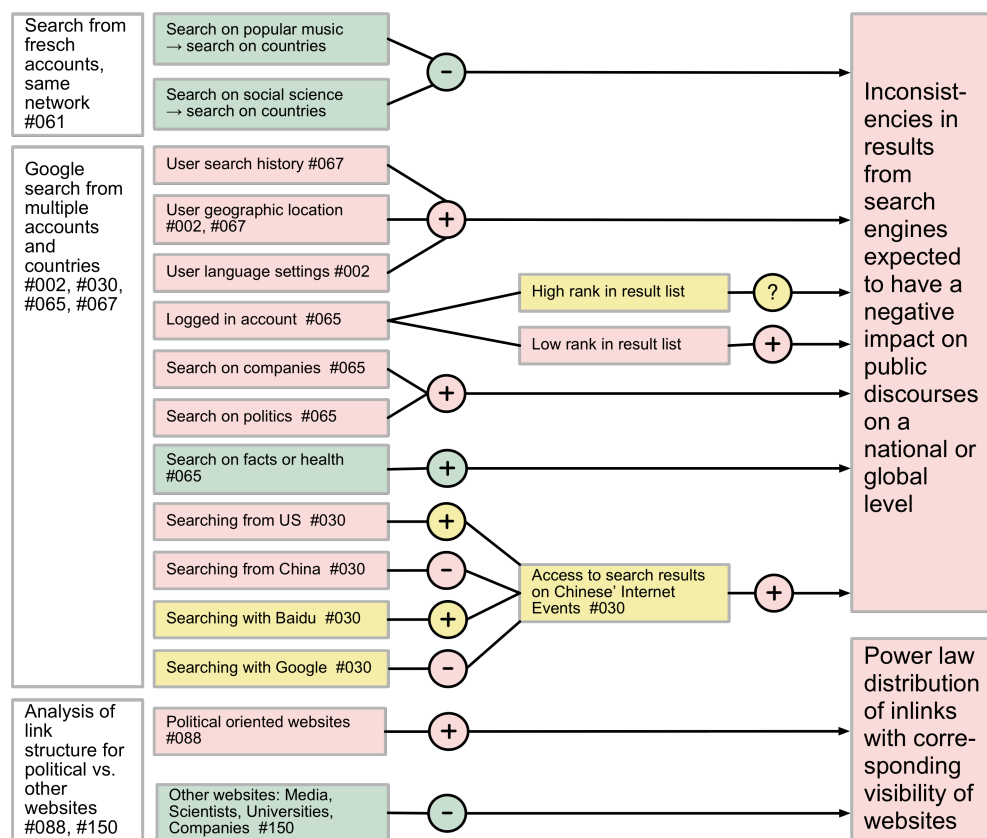 Search from
fresch
accounts,
same
network
#061
Search on popular music
→ search on countries
Search on social science
→ search on countries
-
Google
search from
multiple
accounts
and
countries
#002, #030,
#065, #067
User search history #067
User geographic location
#002, #067
User language settings #002
+
Logged in account #065
High rank in result list
?
Low rank in result list
+
Search on companies #065
Search on politics #065
+
Search on facts or health
#065
+
Searching from US #030
+
Searching from China #030
-
Searching with Baidu #030
+
Searching with Google #030
-
Access to search results
on Chinese' Internet
Events #030
+
Inconsist-
encies in
results
from
search
engines
expected
to have a
negative
impact on
public
discourses
on a
national or
global
level
Analysis of
link
structure for
political vs.
other
websites
#088, #150
Political oriented websites
#088
+
Other websites: Media,
Scientists, Universities,
Companies #150
-
Power law
distribution
of inlinks
with corre-
sponding
visibility of
websites